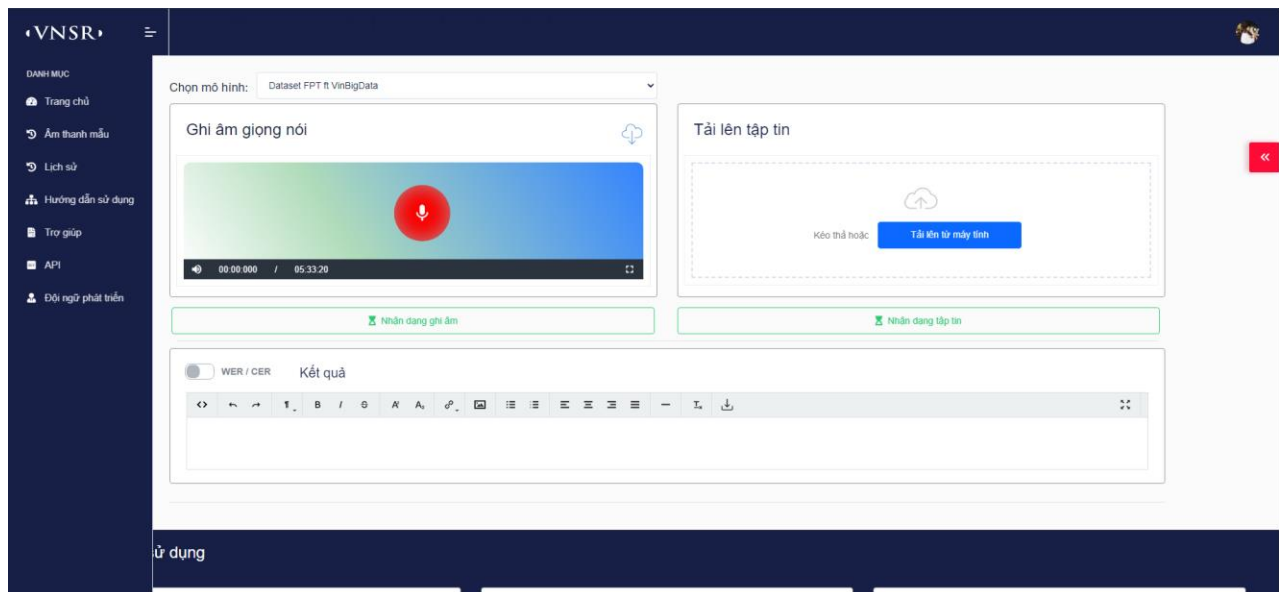 VNSR
DANH MỤC
Trang chủ
Âm thanh mẫu
Lịch sử
Hướng dẫn sử dụng
Trợ giúp
API
Đội ngũ phát triển
Chọn mô hình: Dataset FPT ft VinBigData
Ghi âm giọng nói
00:00:000 / 05:33:20
Nhận dạng ghi âm
Tải lên tập tin
Kéo thả hoặc Tải lên từ máy tính
Nhận dạng tập tin
WER / CER Kết quả
ử dụng